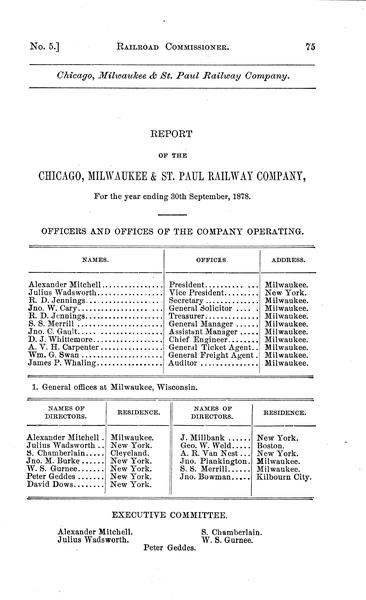 No. 5.] RAILROAD COMMISSIONER. 75
Chicago, Milwaukee & St. Paul Railway Company.
REPORT
OF THE
CHICAGO, MILWAUKEE & ST. PAUL RAILWAY COMPANY,
For the year ending 30th September, 1878.
OFFICERS AND OFFICES OF THE COMPANY OPERATING.
NAMES. OFFICES. ADDRESS.
Alexander Mitchell................ President........... Milwaukee.
Julius Wadsworth................ Vice President........ New York.
R. D. Jennings................... Secretary ............ Milwaukee.
Jno. W. Cary..................... General Solicitor ..... Milwaukee.
R. D. Jennings................... Treasurer............ Milwaukee.
S. S. Merrill ..................... General Manager ..... Milwaukee.
Jno. C. Gault..................... Assistant Manager .... Milwaukee.
D. J. Whittemore................ Chief Engineer........ Milwaukee.
A. V. H. Carpenter............... General Ticket Agent.. Milwaukee.
Wm. G. Swan .................... General Freight Agent. Milwaukee.
James P. Whaling................ Auditor .............. Milwaukee.
1. General offices at Milwaukee, Wisconsin.
NAMES OF DIRECTORS. RESIDENCE. NAMES OF DIRECTORS. RESIDENCE.
Alexander Mitchell . Milwaukee. J. Millbank ...... New York.
Julius Wadsworth .. New York. Geo. W. Weld..... Boston.
S. Chamberlain..... Cleveland. A. R. Van Nest... New York.
Jno. M. Burke ...... New York. Jno. Plankington. Milwaukee.
W. S. Gurnee....... New York. S. S. Merrill...... Milwaukee.
Peter Geddes ....... New York. Jno. Bowman..... Kilbourn City.
David Dows........ New York.
EXECUTIVE COMMITTEE.
Alexander Mitchell. S. Chamberlain.
Julius Wadsworth. W. S. Gurnee.
Peter Geddes.